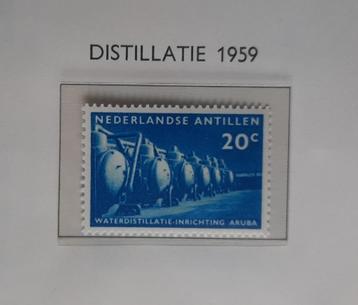 DISTILLATIE 1959
NEDERLANDSE ANTILLEN
20c
WATERDISTILLATIE-INRICHTING ARUBA